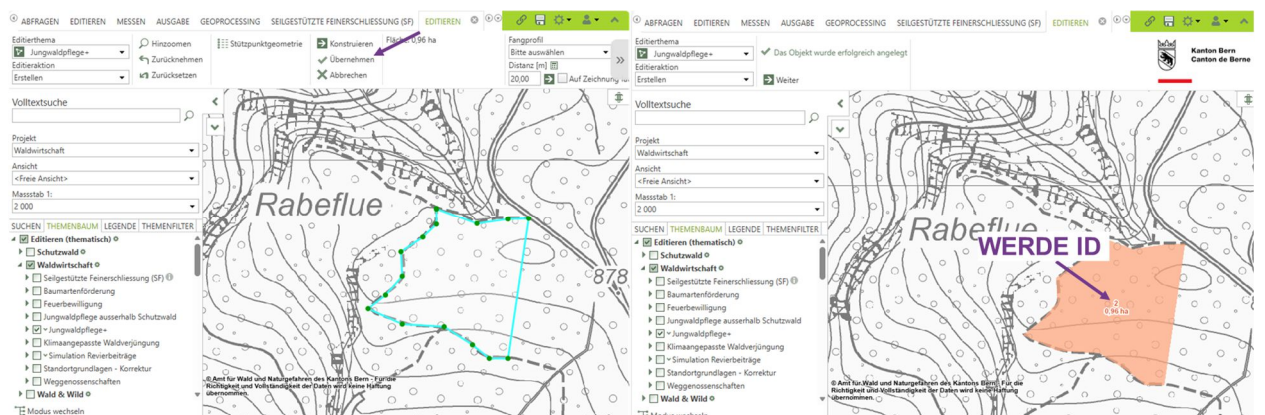 ABFRAGEN EDITIEREN MESSEN AUSGABE GEOPROCESSING SEILGESTÜTZTE FEINERSCHLIESSUNG (SF) EDITIEREN
Editierthema
Jungwaldpflege+
Editieraktion
Erstellen
Hinzoomen
Zurücknehmen
Zurücksetzen
Stützpunktgeometrie
Konstruieren
Übernehmen
Abbrechen
Fläche: 0,96 ha
Fangprofil
Bitte auswählen
Distanz [m]
20,00
Auf Zeichnung
Volltextsuche
Projekt
Waldwirtschaft
Ansicht
<Freie Ansicht>
Massstab 1:
2 000
SUCHEN THEMENBAUM LEGENDE THEMENFILTER
Editieren (thematisch)
Schutzwald
Waldwirtschaft
Seilgestützte Feinerschliessung (SF)
Baumartenförderung
Feuerbewilligung
Jungwaldpflege ausserhalb Schutzwald
Jungwaldpflege+
Klimaangepasste Waldverjüngung
Simulation Revierbeiträge
Standortgrundlagen - Korrektur
Weggenossenschaften
Wald & Wild
Modus wechseln
Rabeflue
878
© Amt für Wald und Naturgefahren des Kantons Bern - Für die
Richtigkeit und Vollständigkeit der Daten wird keine Haftung
übernommen.
ABFRAGEN EDITIEREN MESSEN AUSGABE GEOPROCESSING SEILGESTÜTZTE FEINERSCHLIESSUNG (SF) EDITIEREN
Editierthema
Jungwaldpflege+
Editieraktion
Erstellen
Das Objekt wurde erfolgreich angelegt
Weiter
Kanton Bern
Canton de Berne
Volltextsuche
Projekt
Waldwirtschaft
Ansicht
<Freie Ansicht>
Massstab 1:
2 000
SUCHEN THEMENBAUM LEGENDE THEMENFILTER
Editieren (thematisch)
Schutzwald
Waldwirtschaft
Seilgestützte Feinerschliessung (SF)
Baumartenförderung
Feuerbewilligung
Jungwaldpflege ausserhalb Schutzwald
Jungwaldpflege+
Klimaangepasste Waldverjüngung
Simulation Revierbeiträge
Standortgrundlagen - Korrektur
Weggenossenschaften
Wald & Wild
Modus wechseln
Rabeflue
WERDE ID
2
0,96 ha
© Amt für Wald und Naturgefahren des Kantons Bern - Für die
Richtigkeit und Vollständigkeit der Daten wird keine Haftung
übernommen.